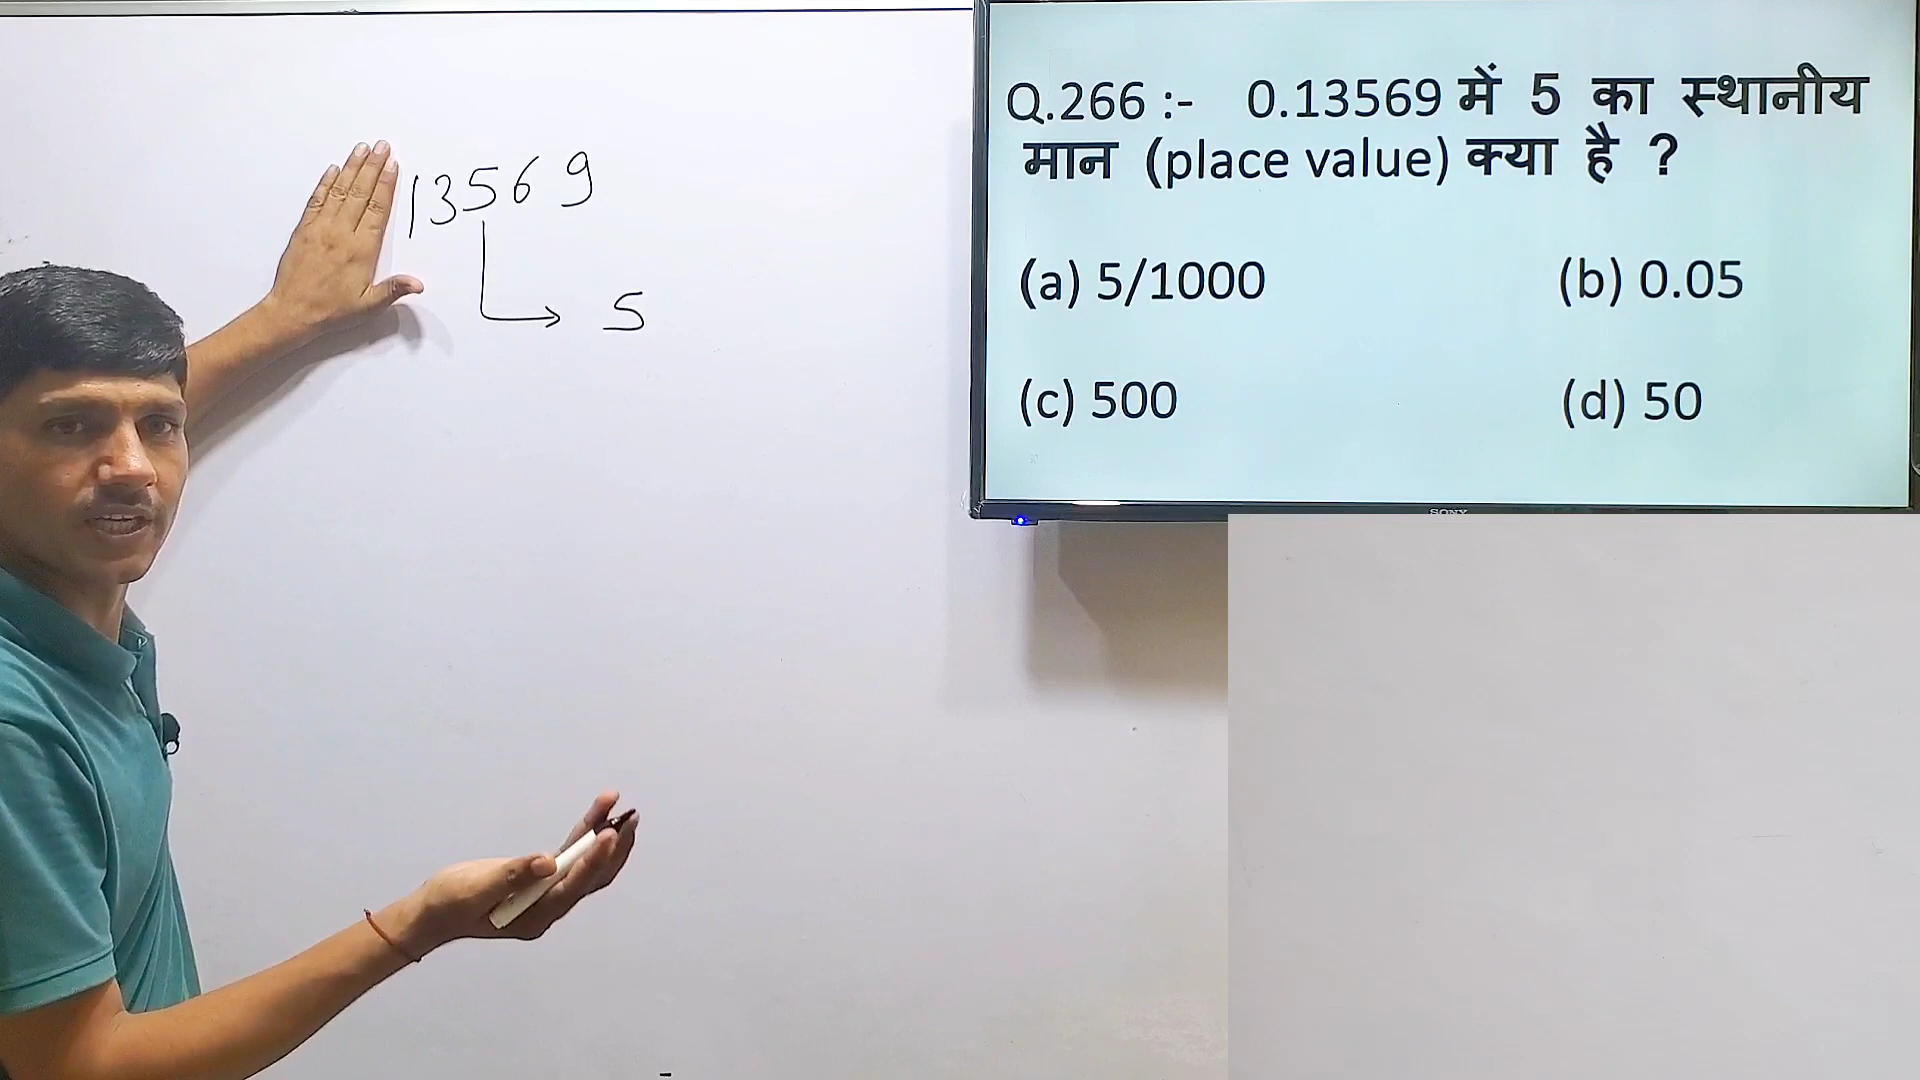 13569
5
Q.266 :- 0.13569 में 5 का स्थानीय
मान (place value) क्या है ?
(a) 5/1000 (b) 0.05
(c) 500 (d) 50
SONY